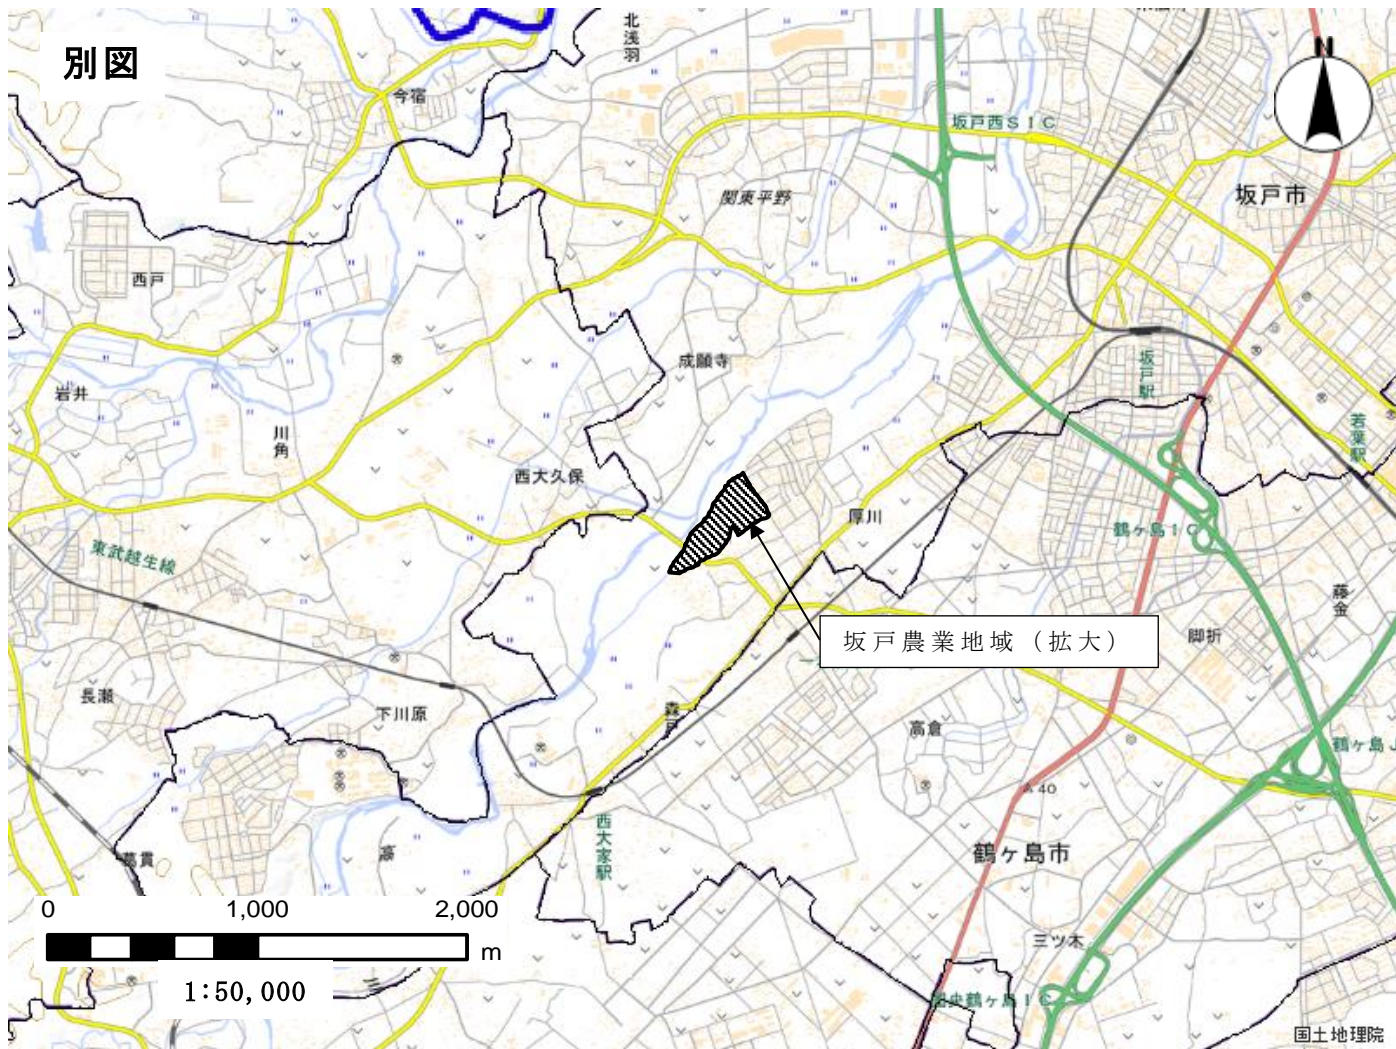 別図
北浅羽
N
今宿
坂戸西SIC
関東平野
坂戸市
西戸
成願寺
坂戸駅
岩井
若葉駅
川角
西大久保
厚川
鶴ヶ島IC
東武越生線
藤金
坂戸農業地域（拡大）
脚折
長瀬
下川原
森戸
高倉
鶴ヶ島J
40
西大家駅
鶴ヶ島市
葛貫
0 1,000 2,000
m
三ツ木
1:50,000
圏央鶴ヶ島IC
国土地理院